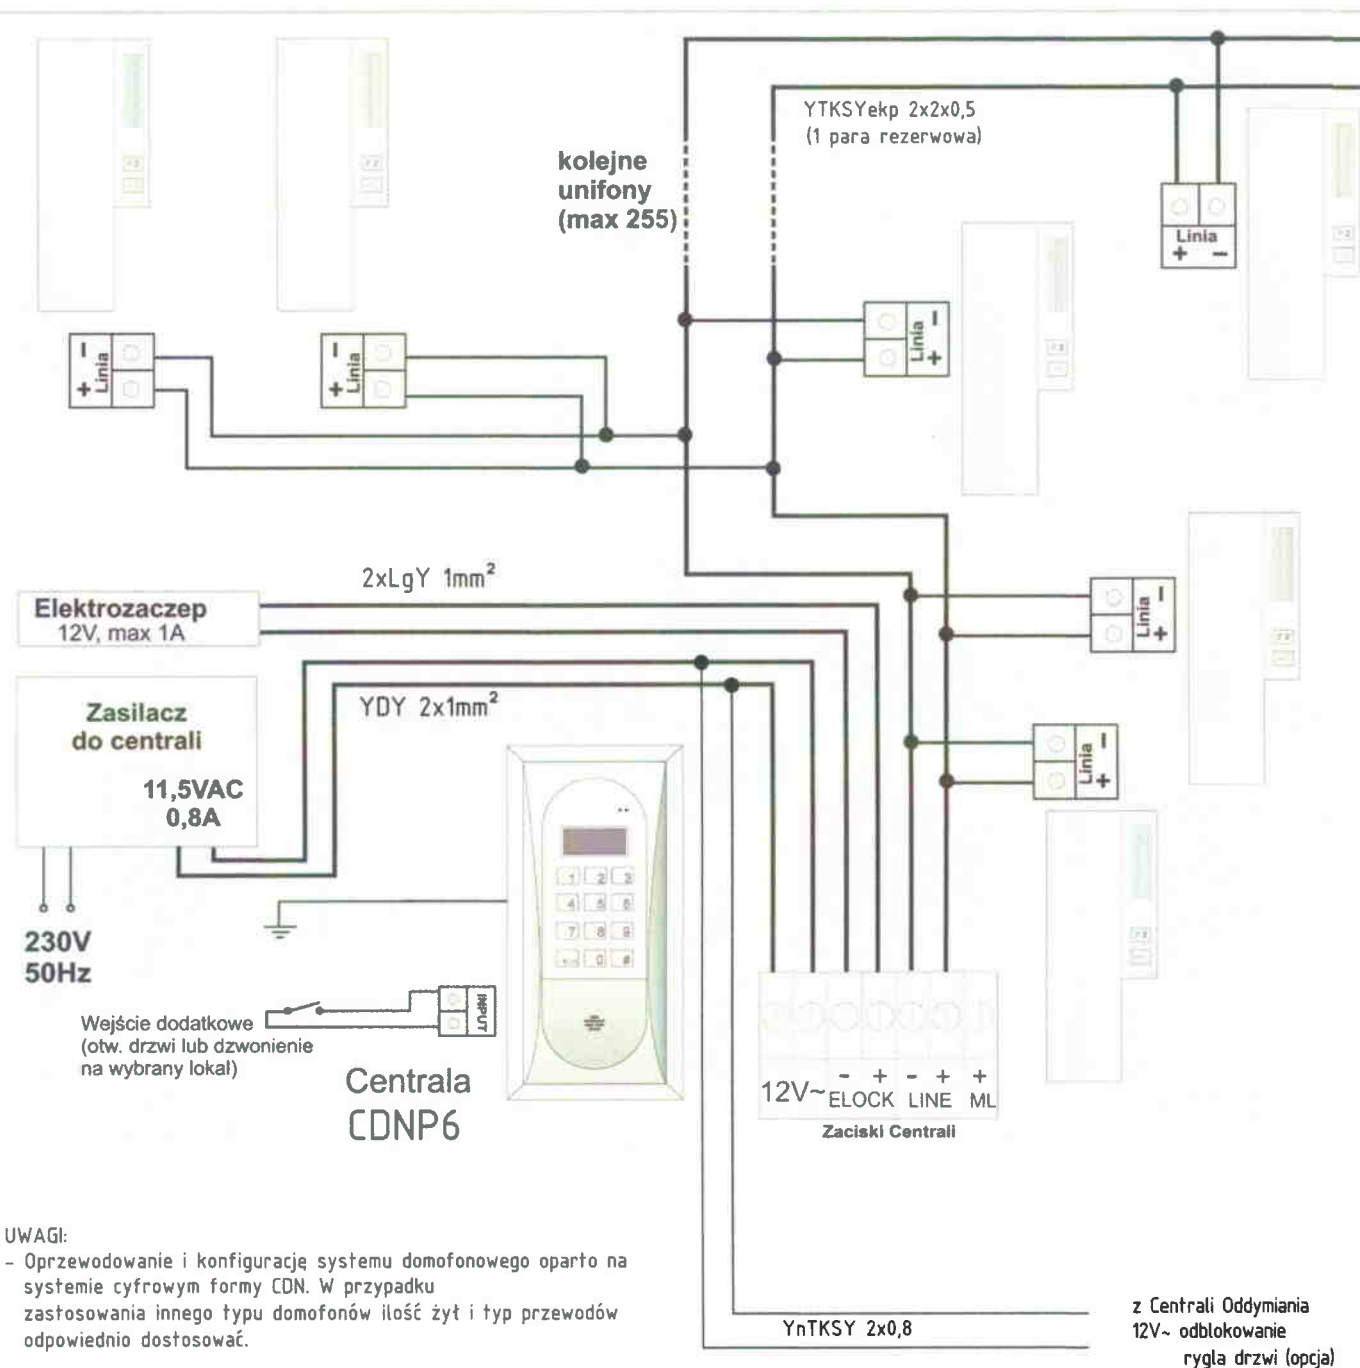 YTKSYekp 2x2x0,5
(1 para rezerwowa)
kolejne
unifony
(max 255)
Linia
+ -
- Linia +
- Linia +
- Linia +
2xLgY 1mm²
Elektrozaczep
12V, max 1A
- Linia +
YDY 2x1mm²
Zasilacz
do centrali
11,5VAC
0,8A
- Linia +
1 2 3
4 5 6
7 8 9
0 #
230V
50Hz
INPUT
Wejście dodatkowe
(otw. drzwi lub dzwonienie
na wybrany lokal)
Centrala
CDNP6
- + - + +
12V~ ELOCK LINE ML
Zaciski Centrali
UWAGI:
- Oprzewodowanie i konfigurację systemu domofonowego oparto na
systemie cyfrowym formy CDN. W przypadku
zastosowania innego typu domofonów ilość żył i typ przewodów
odpowiednio dostosować.
YnTKSY 2x0,8
z Centrali Oddymiania
12V~ odblokowanie
rygla drzwi (opcja)